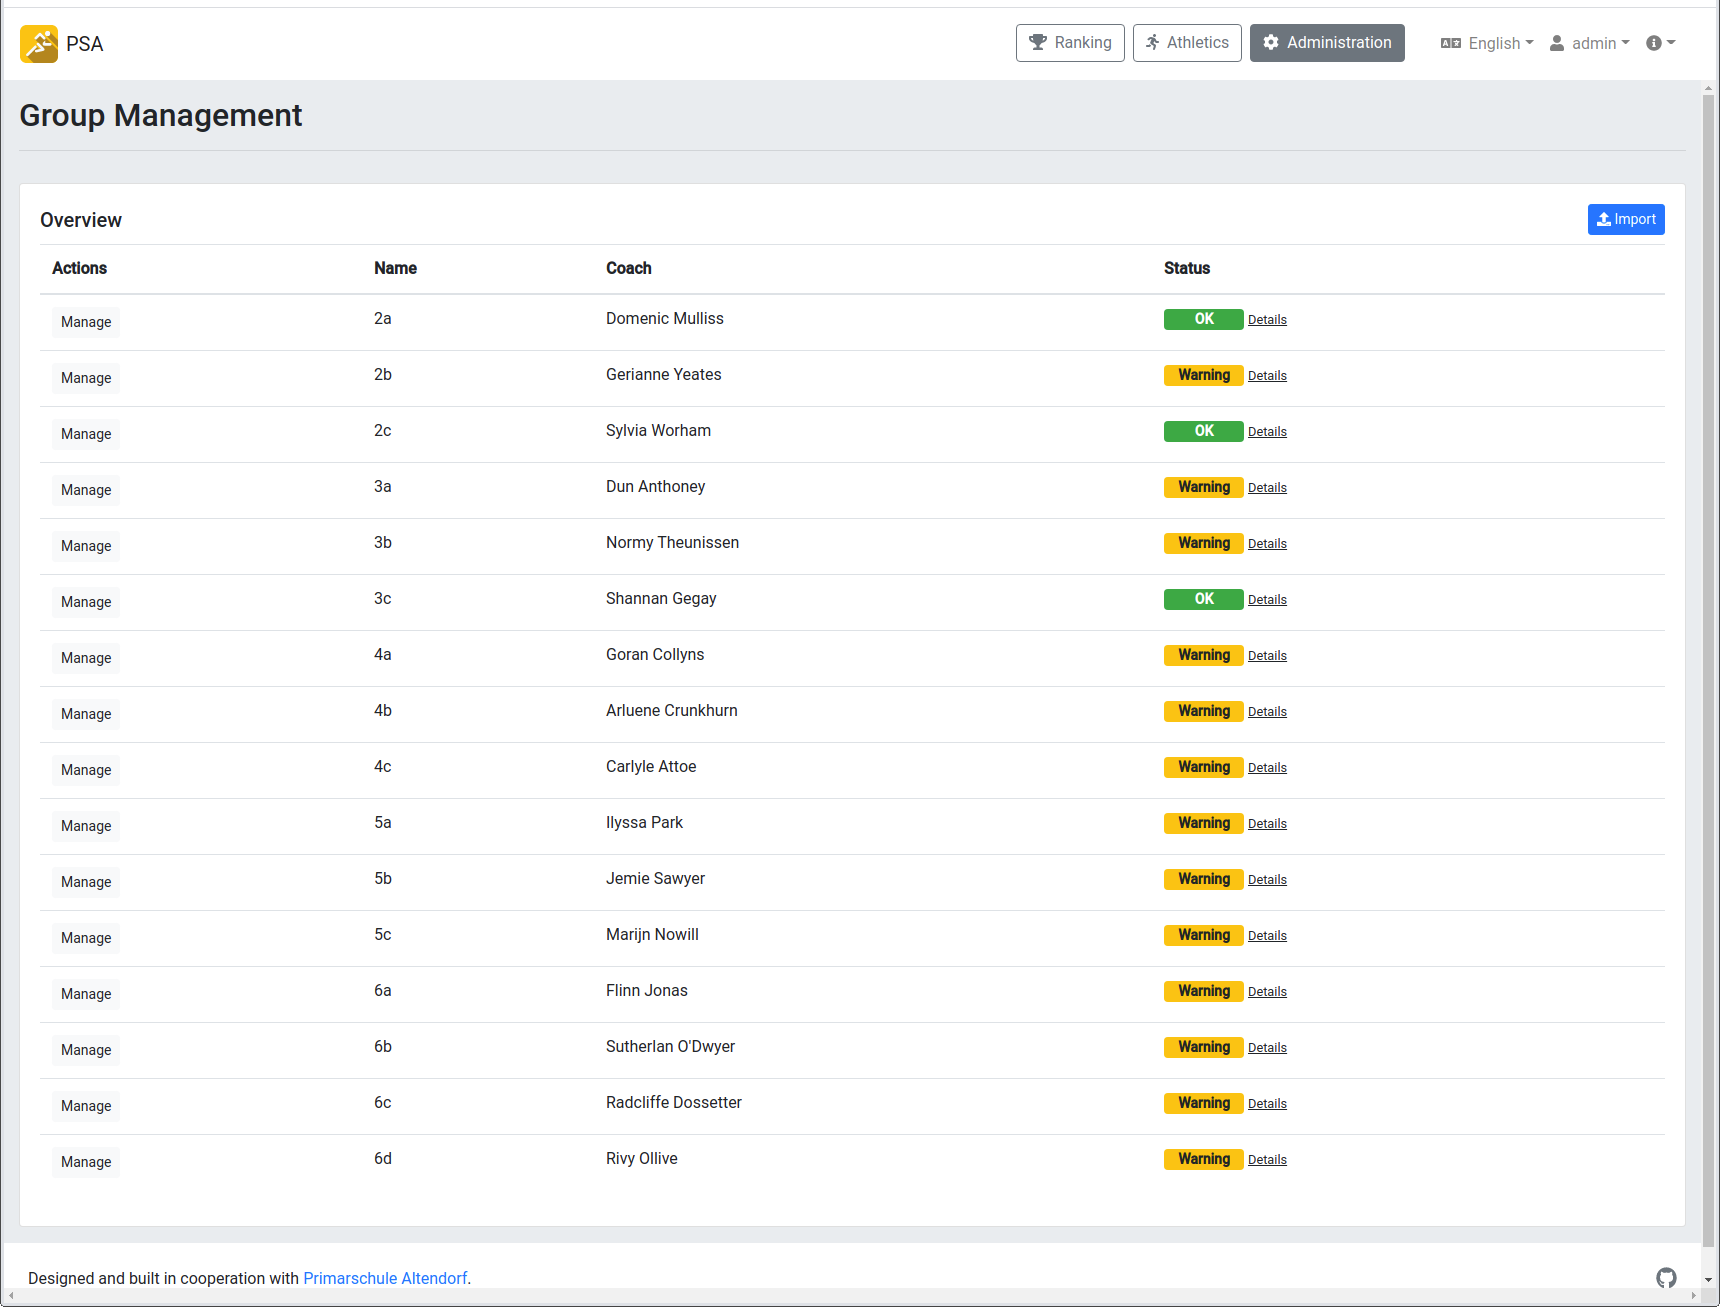 PSA Ranking Athletics Administration English admin
Group Management
Overview Import
Actions Name Coach Status
Manage 2a Domenic Mulliss OK Details
Manage 2b Gerianne Yeates Warning Details
Manage 2c Sylvia Worham OK Details
Manage 3a Dun Anthoney Warning Details
Manage 3b Normy Theunissen Warning Details
Manage 3c Shannan Gegay OK Details
Manage 4a Goran Collyns Warning Details
Manage 4b Arluene Crunkhurn Warning Details
Manage 4c Carlyle Attoe Warning Details
Manage 5a Ilyssa Park Warning Details
Manage 5b Jemie Sawyer Warning Details
Manage 5c Marijn Nowill Warning Details
Manage 6a Flinn Jonas Warning Details
Manage 6b Sutherlan O'Dwyer Warning Details
Manage 6c Radcliffe Dossetter Warning Details
Manage 6d Rivy Ollive Warning Details
Designed and built in cooperation with Primarschule Altendorf.